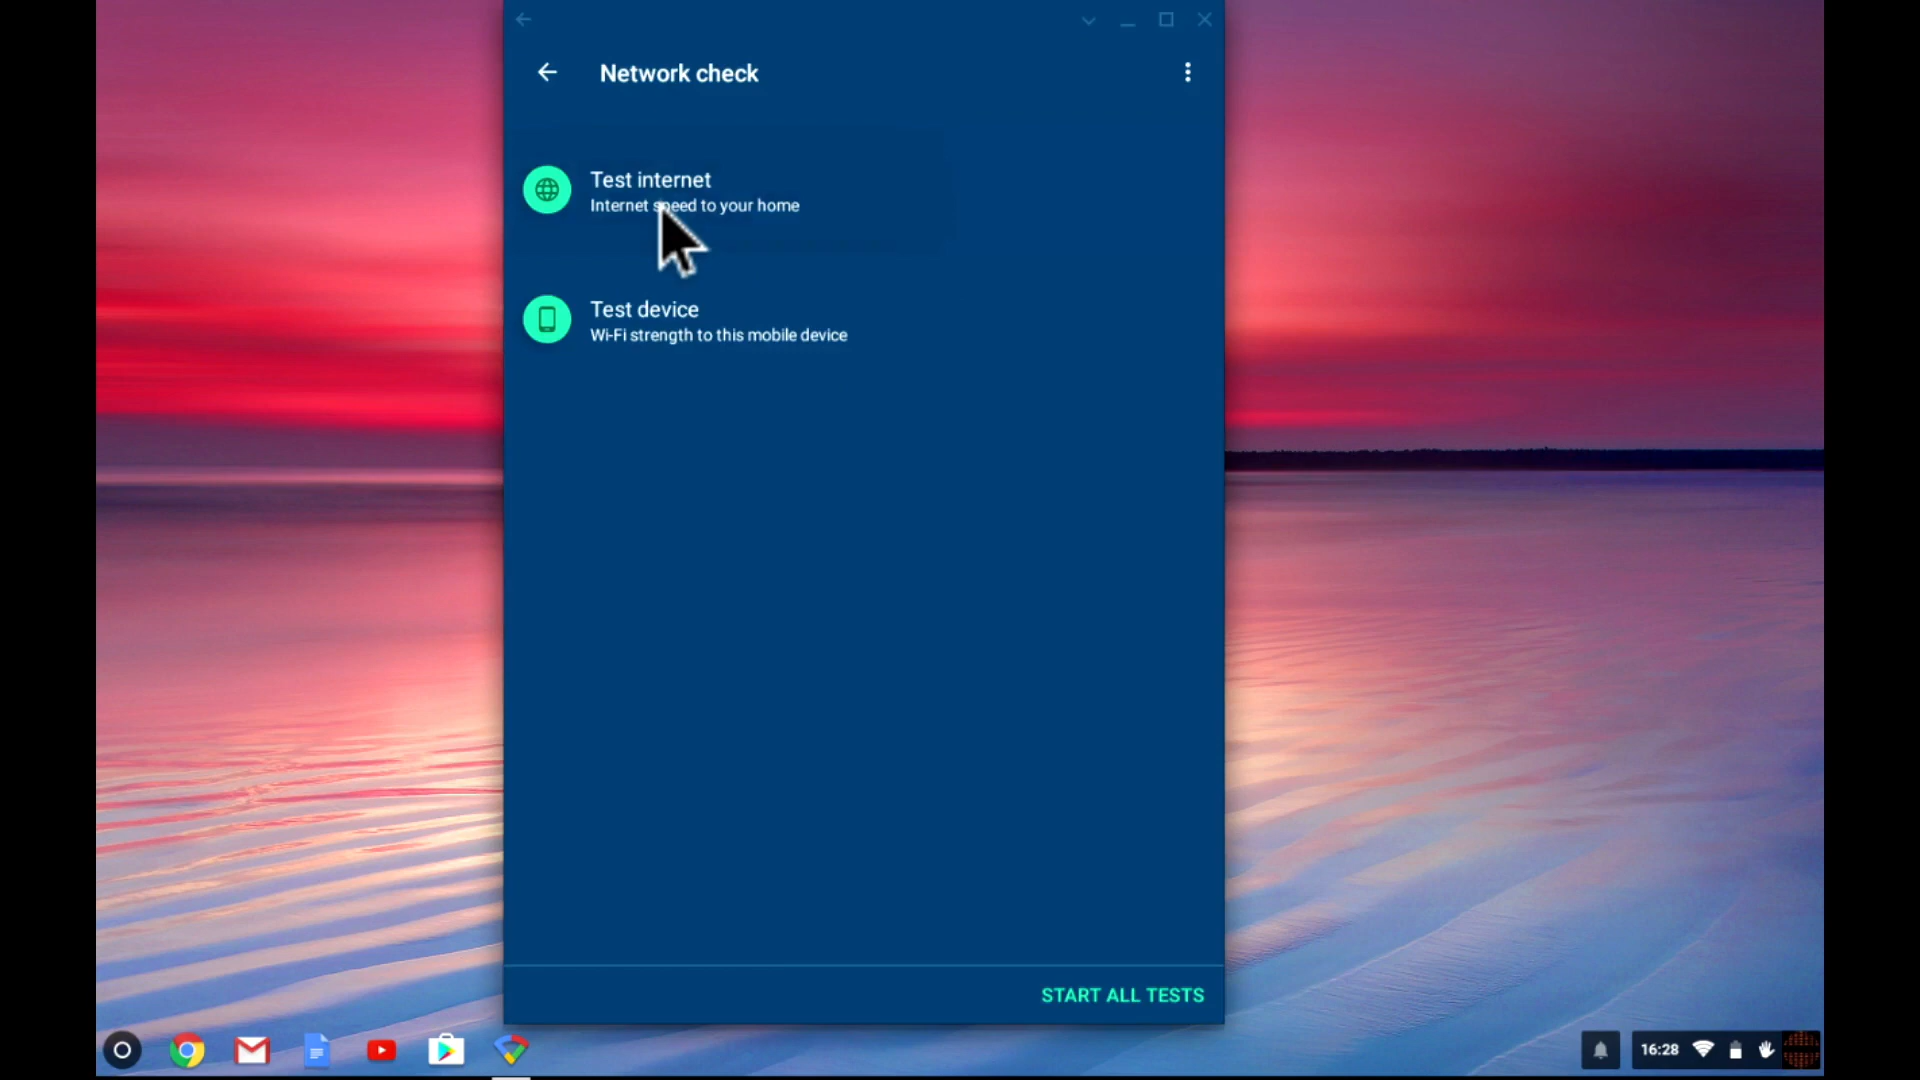 Network check
Test internet
Internet speed to your home
Test device
Wi-Fi strength to this mobile device
START ALL TESTS
16:28